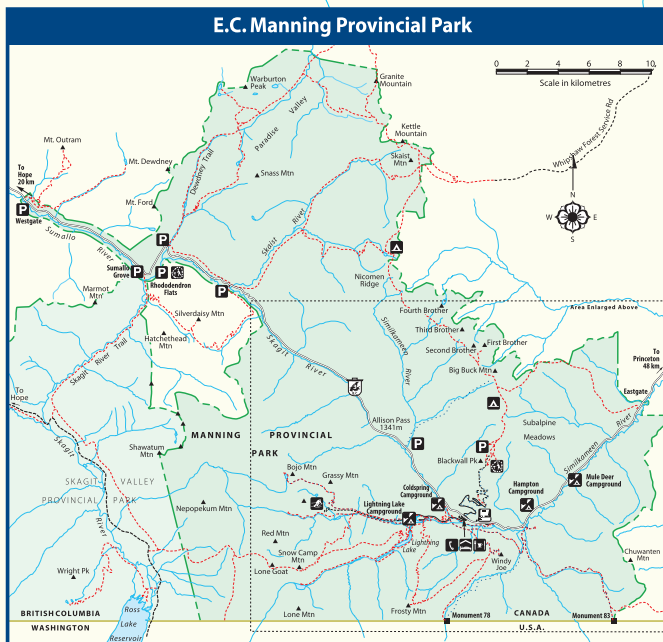 E.C. Manning Provincial Park
0 2 4 6 8 10
Scale in kilometres
Warburton
Peak
Granite
Mountain
Paradise Valley
Dewdney Trail
Kettle
Mountain
Whipshaw Forest Service Rd
Mt. Outram
Skaist
Mtn
To
Hope
20 km
Mt. Dewdney
Snass Mtn
N
W E
S
Mt. Ford
P
Westgate
Sumallo River
Skaist River
P
Sumallo
Grove
P
P
Rhododendron
Flats
Nicomen
Ridge
P
Marmot
Mtn
Area Enlarged Above
Fourth Brother
Silverdaisy Mtn
Third Brother
First Brother
Second Brother
Similkameen River
Hatchethead
Mtn
Skagit River Trail
Skagit River
Big Buck Mtn
To
Princeton
48 km
Eastgate
To
Hope
Allison Pass
1341m
Subalpine
Meadows
MANNING PROVINCIAL
PARK
P
P
Similkameen River
Skagit River
Shawatum
Mtn
Blackwall Pk
Bojo Mtn
Grassy Mtn
Coldspring
Campground
Hampton
Campground
Mule Deer
Campground
SKAGIT VALLEY
PROVINCIAL PARK
Nepopekum Mtn
Lightning Lake
Campground
Red Mtn
Lightning
Lake
Snow Camp
Mtn
Windy
Joe
Chuwanten
Mtn
Wright Pk
Lone Goat
Ross
Lake
Reservoir
Lone Mtn
Frosty Mtn
BRITISH COLUMBIA
WASHINGTON
Monument 78
CANADA
U.S.A.
Monument 83